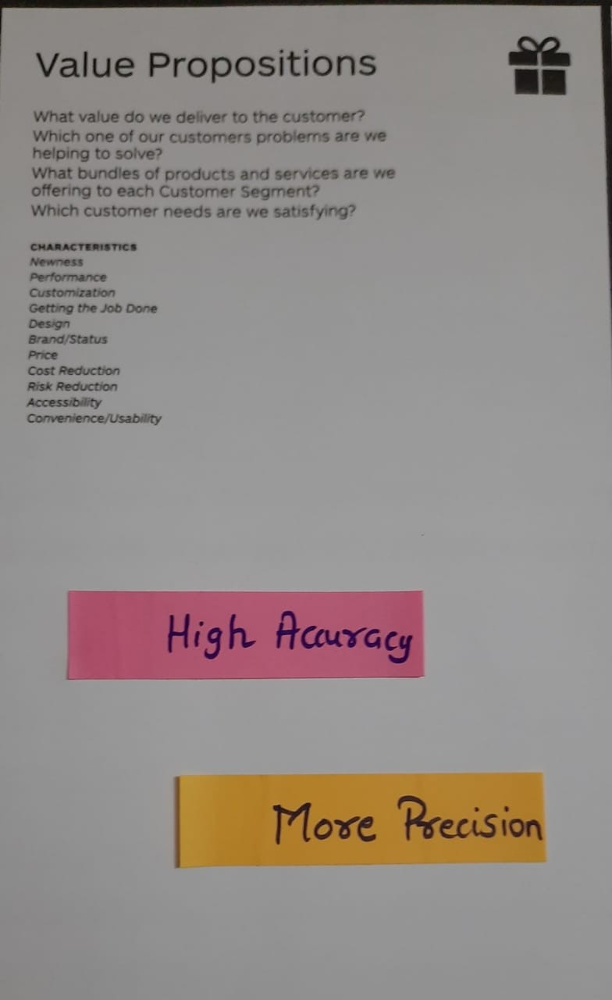 Value Propositions
What value do we deliver to the customer?
Which one of our customers problems are we
helping to solve?
What bundles of products and services are we
offering to each Customer Segment?
Which customer needs are we satisfying?
CHARACTERISTICS
Newness
Performance
Customization
Getting the Job Done
Design
Brand/Status
Price
Cost Reduction
Risk Reduction
Accessibility
Convenience/Usability
High Accuracy
More Precision